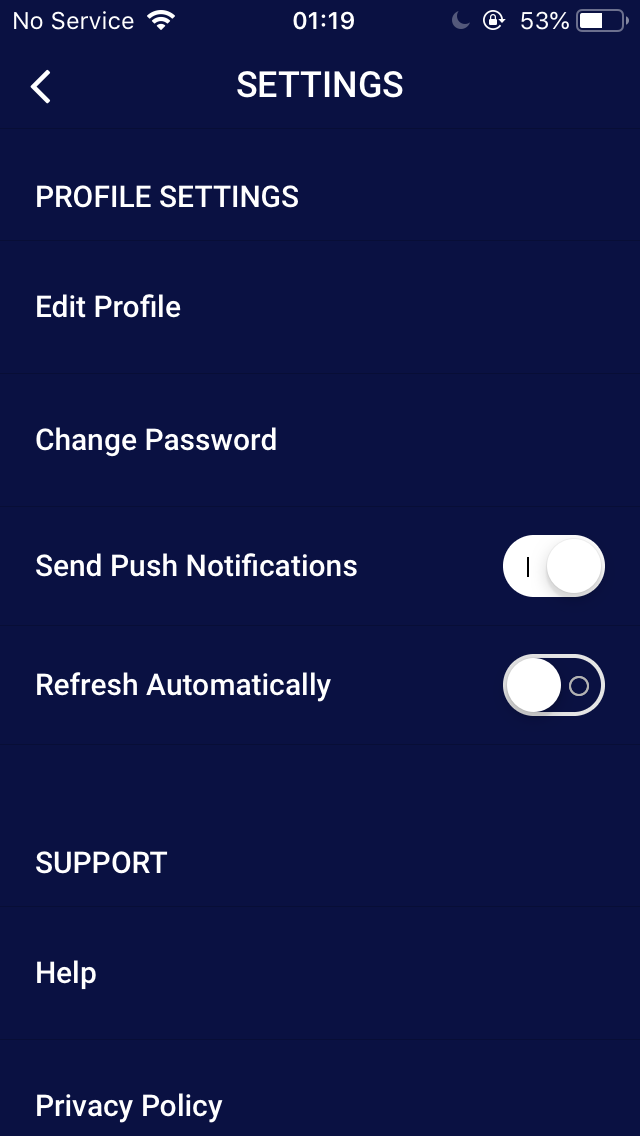 No Service 01:19 53%
SETTINGS
PROFILE SETTINGS
Edit Profile
Change Password
Send Push Notifications
Refresh Automatically
SUPPORT
Help
Privacy Policy